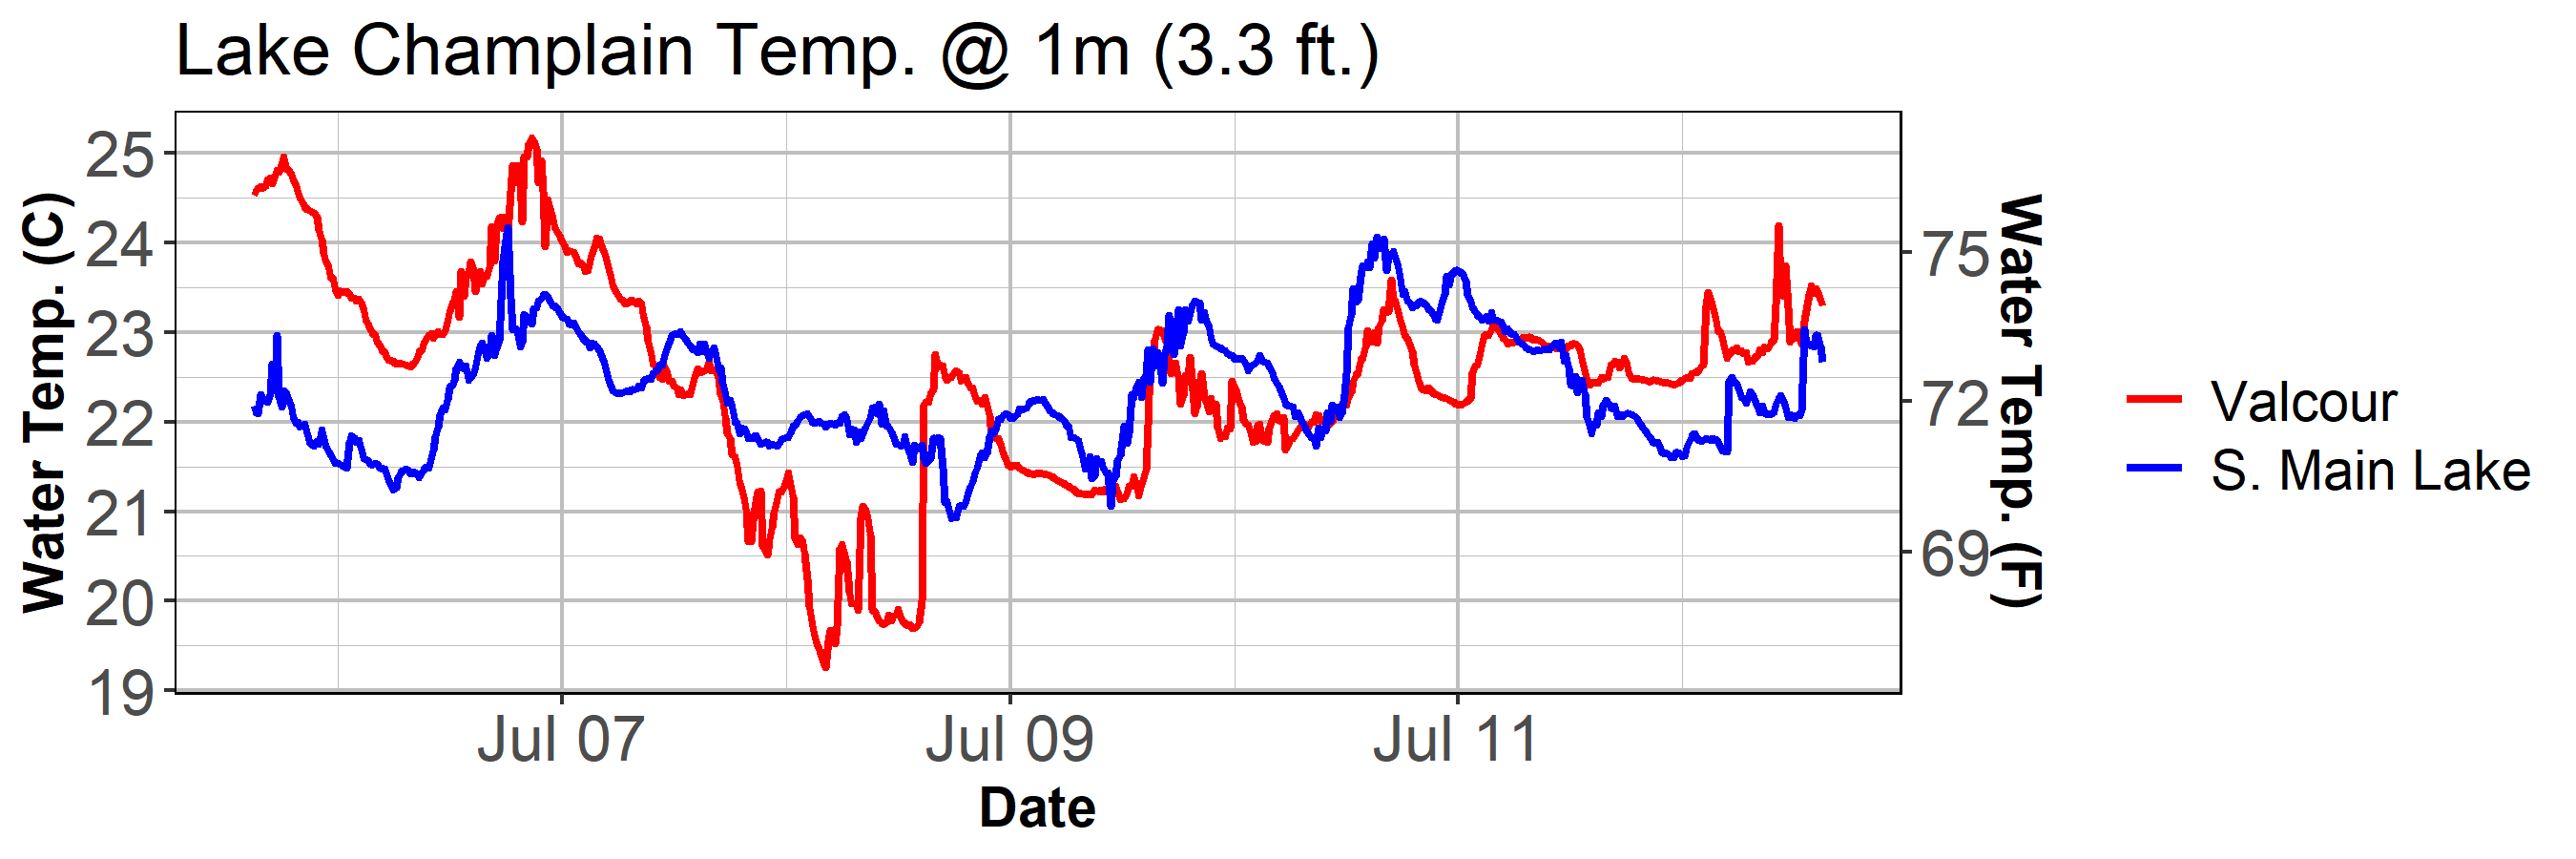 Lake Champlain Temp. @ 1m (3.3 ft.)
Water Temp. (C)
25
24
23
22
21
20
19
Jul 07
Jul 09
Jul 11
Date
75
72
69
Water Temp. (F)
Valcour
S. Main Lake